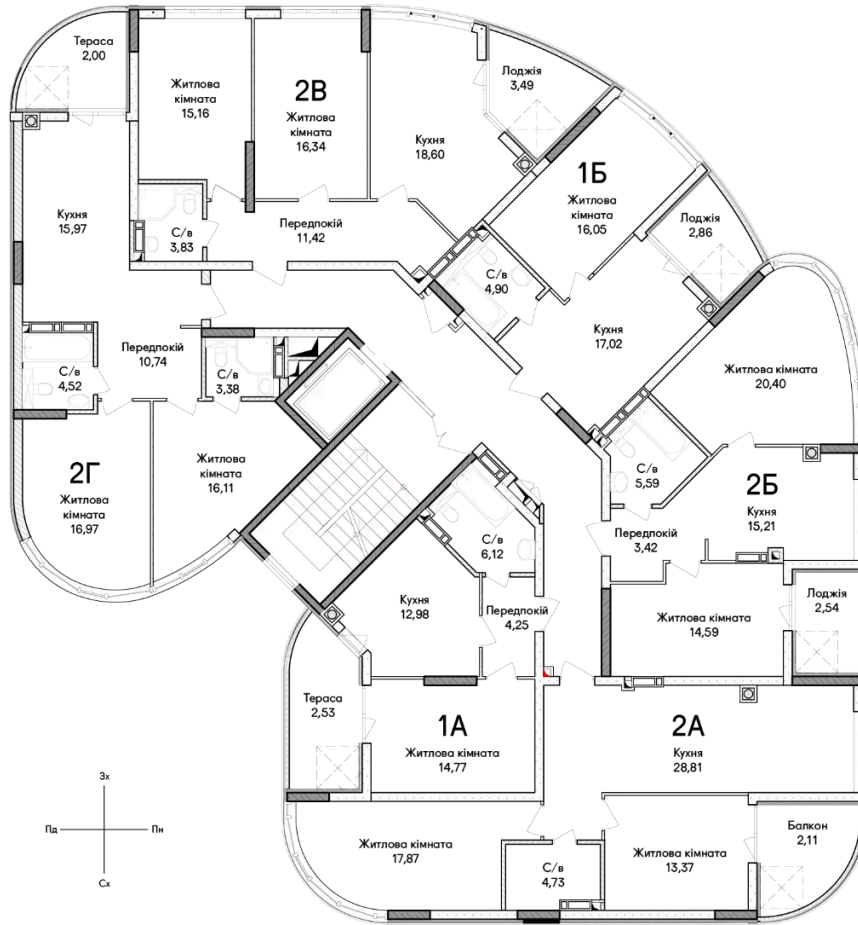 Тераса
2,00
Житлова
кімната
15,16
2В
Житлова
кімната
16,34
Кухня
18,60
Лоджія
3,49
1Б
Житлова
кімната
16,05
Лоджія
2,86
Кухня
15,97
С/в
3,83
Передпокій
11,42
С/в
4,90
Кухня
17,02
Житлова кімната
20,40
Передпокій
10,74
С/в
4,52
С/в
3,38
2Г
Житлова
кімната
16,97
Житлова
кімната
16,11
С/в
5,59
2Б
Кухня
15,21
С/в
6,12
Передпокій
3,42
Кухня
12,98
Передпокій
4,25
Житлова кімната
14,59
Лоджія
2,54
Тераса
2,53
1А
Житлова кімната
14,77
2А
Кухня
28,81
Зх
Пд
Пн
Сх
Житлова кімната
17,87
С/в
4,73
Житлова кімната
13,37
Балкон
2,11